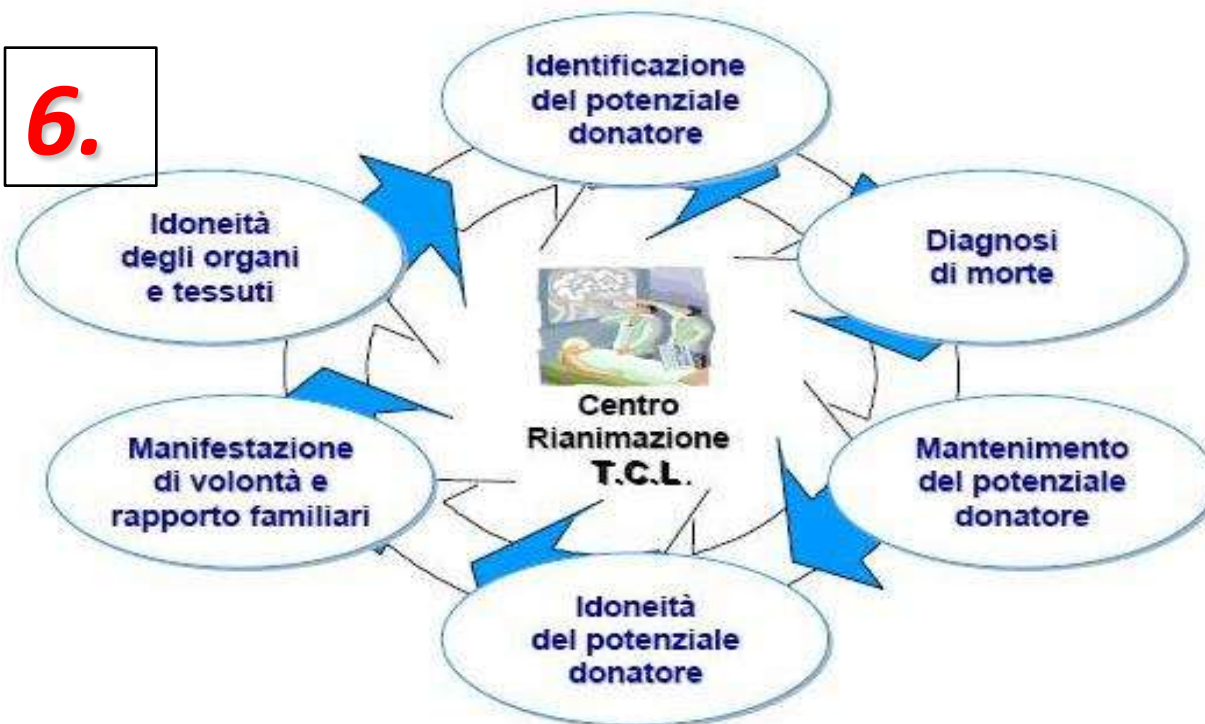 6.
Identificazione
del potenziale
donatore
Diagnosi
di morte
Mantenimento
del potenziale
donatore
Idoneità
del potenziale
donatore
Manifestazione
di volontà e
rapporto familiari
Idoneità
degli organi
e tessuti
Centro
Rianimazione
T.C.L.